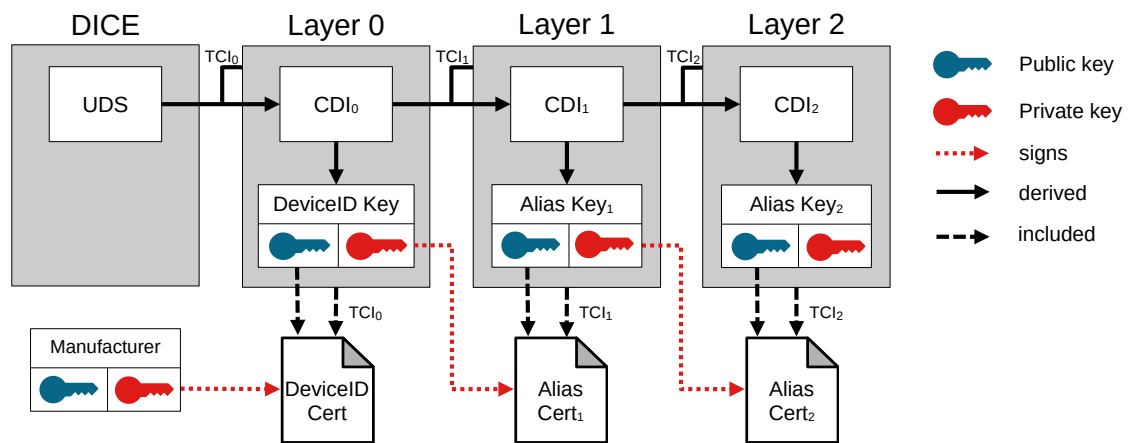 DICE
Layer 0
Layer 1
Layer 2
TCI₀
TCI₁
TCI₂
UDS
CDI₀
CDI₁
CDI₂
DeviceID Key
Alias Key₁
Alias Key₂
TCI₀
TCI₁
TCI₂
Manufacturer
DeviceID
Cert
Alias
Cert₁
Alias
Cert₂
Public key
Private key
signs
derived
included